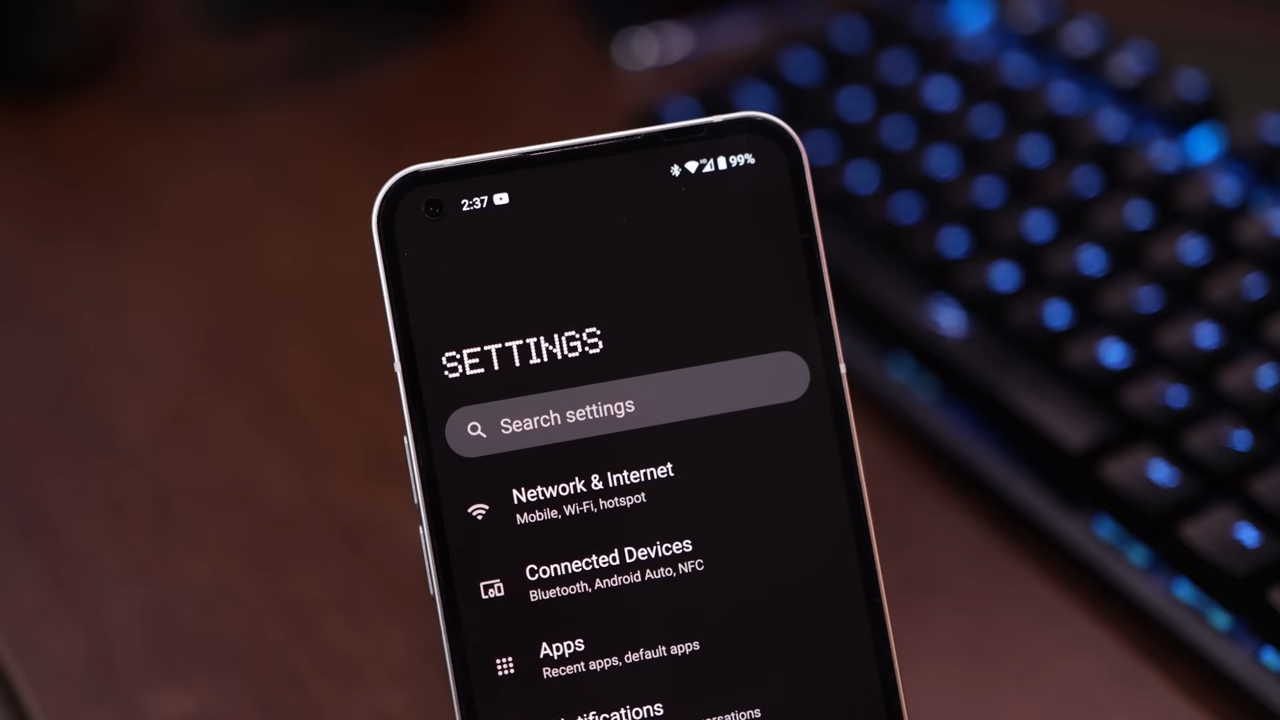 2:37
99%
SETTINGS
Search settings
Network & Internet
Mobile, Wi-Fi, hotspot
Connected Devices
Bluetooth, Android Auto, NFC
Apps
Recent apps, default apps